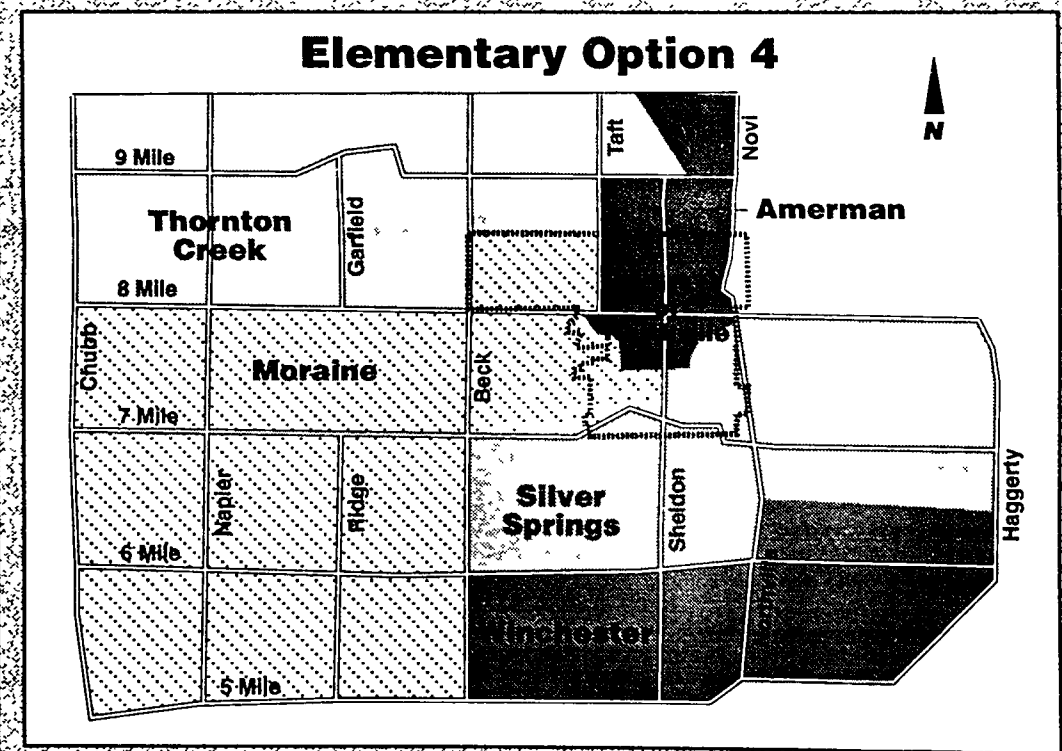 Elementary Option 4
N
Taft
Novi
9 Mile
Amerman
Thornton
Creek
Garfield
8 Mile
Chubb
Moraine
Beck
7 Mile
Napier
Ridge
Silver
Springs
Sheldon
Haggerty
6 Mile
Winchester
5 Mile